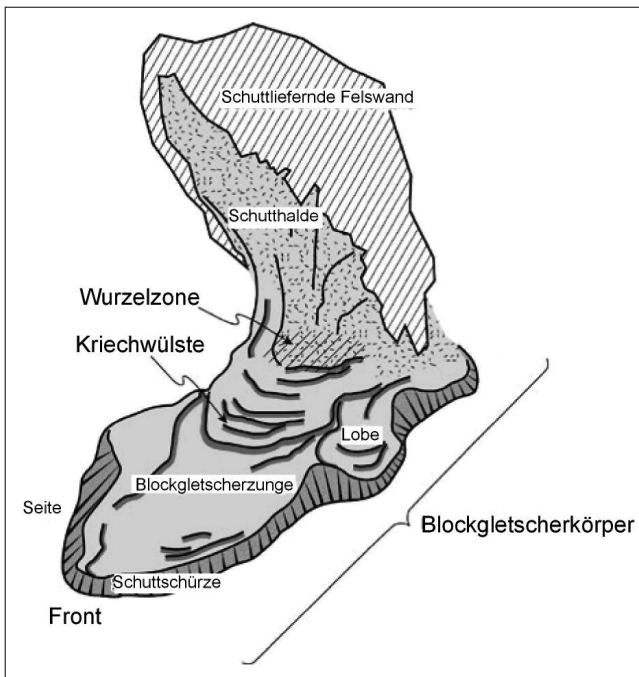 Schuttliefernde Felswand
Schutthalde
Wurzelzone
Kriechwülste
Lobe
Blockgletscherzunge
Seite
Blockgletscherkörper
Schuttschürze
Front